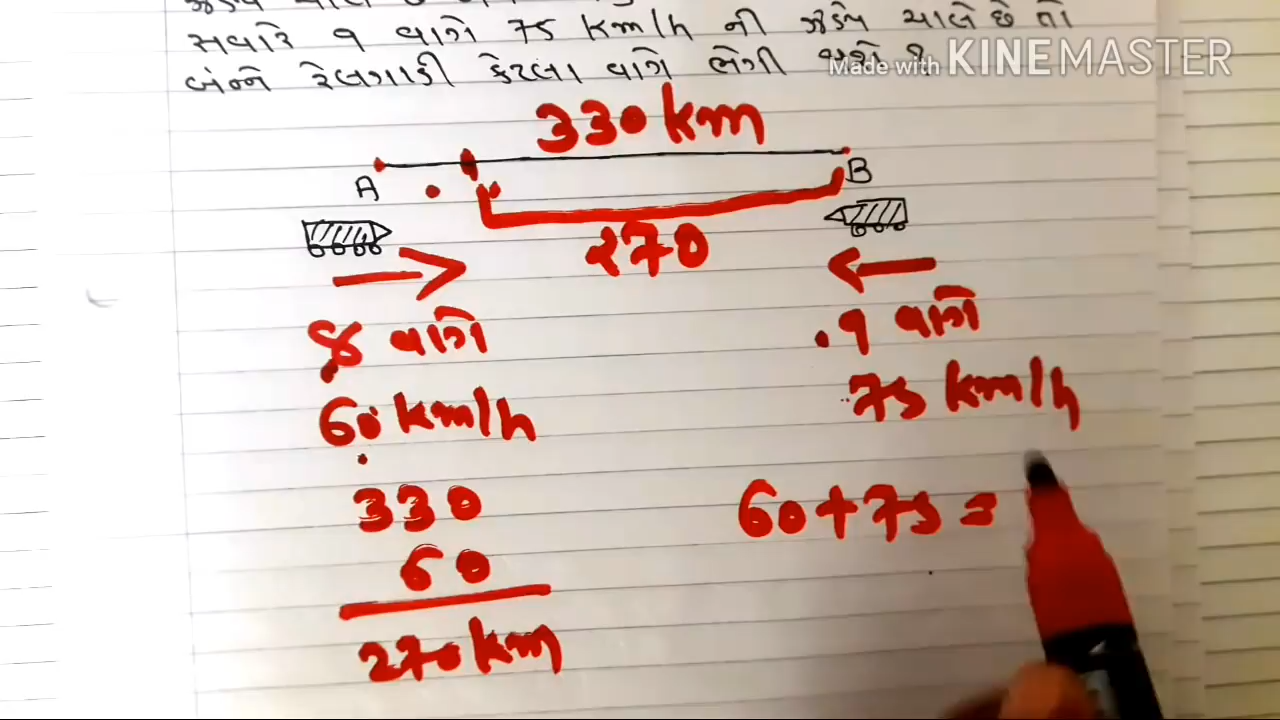 સવારે ૧ વાગે 75 km/h ની ઝડપે ચાલે છે તો
બંન્ને રેલગાડી કેટલા વાગે ભેગી થશે ?
Made with KINEMASTER
330 km
A
B
270
8 વાગે
.૧ વાગે
60 km/h
75 km/h
330
60+75 =
60
270 km